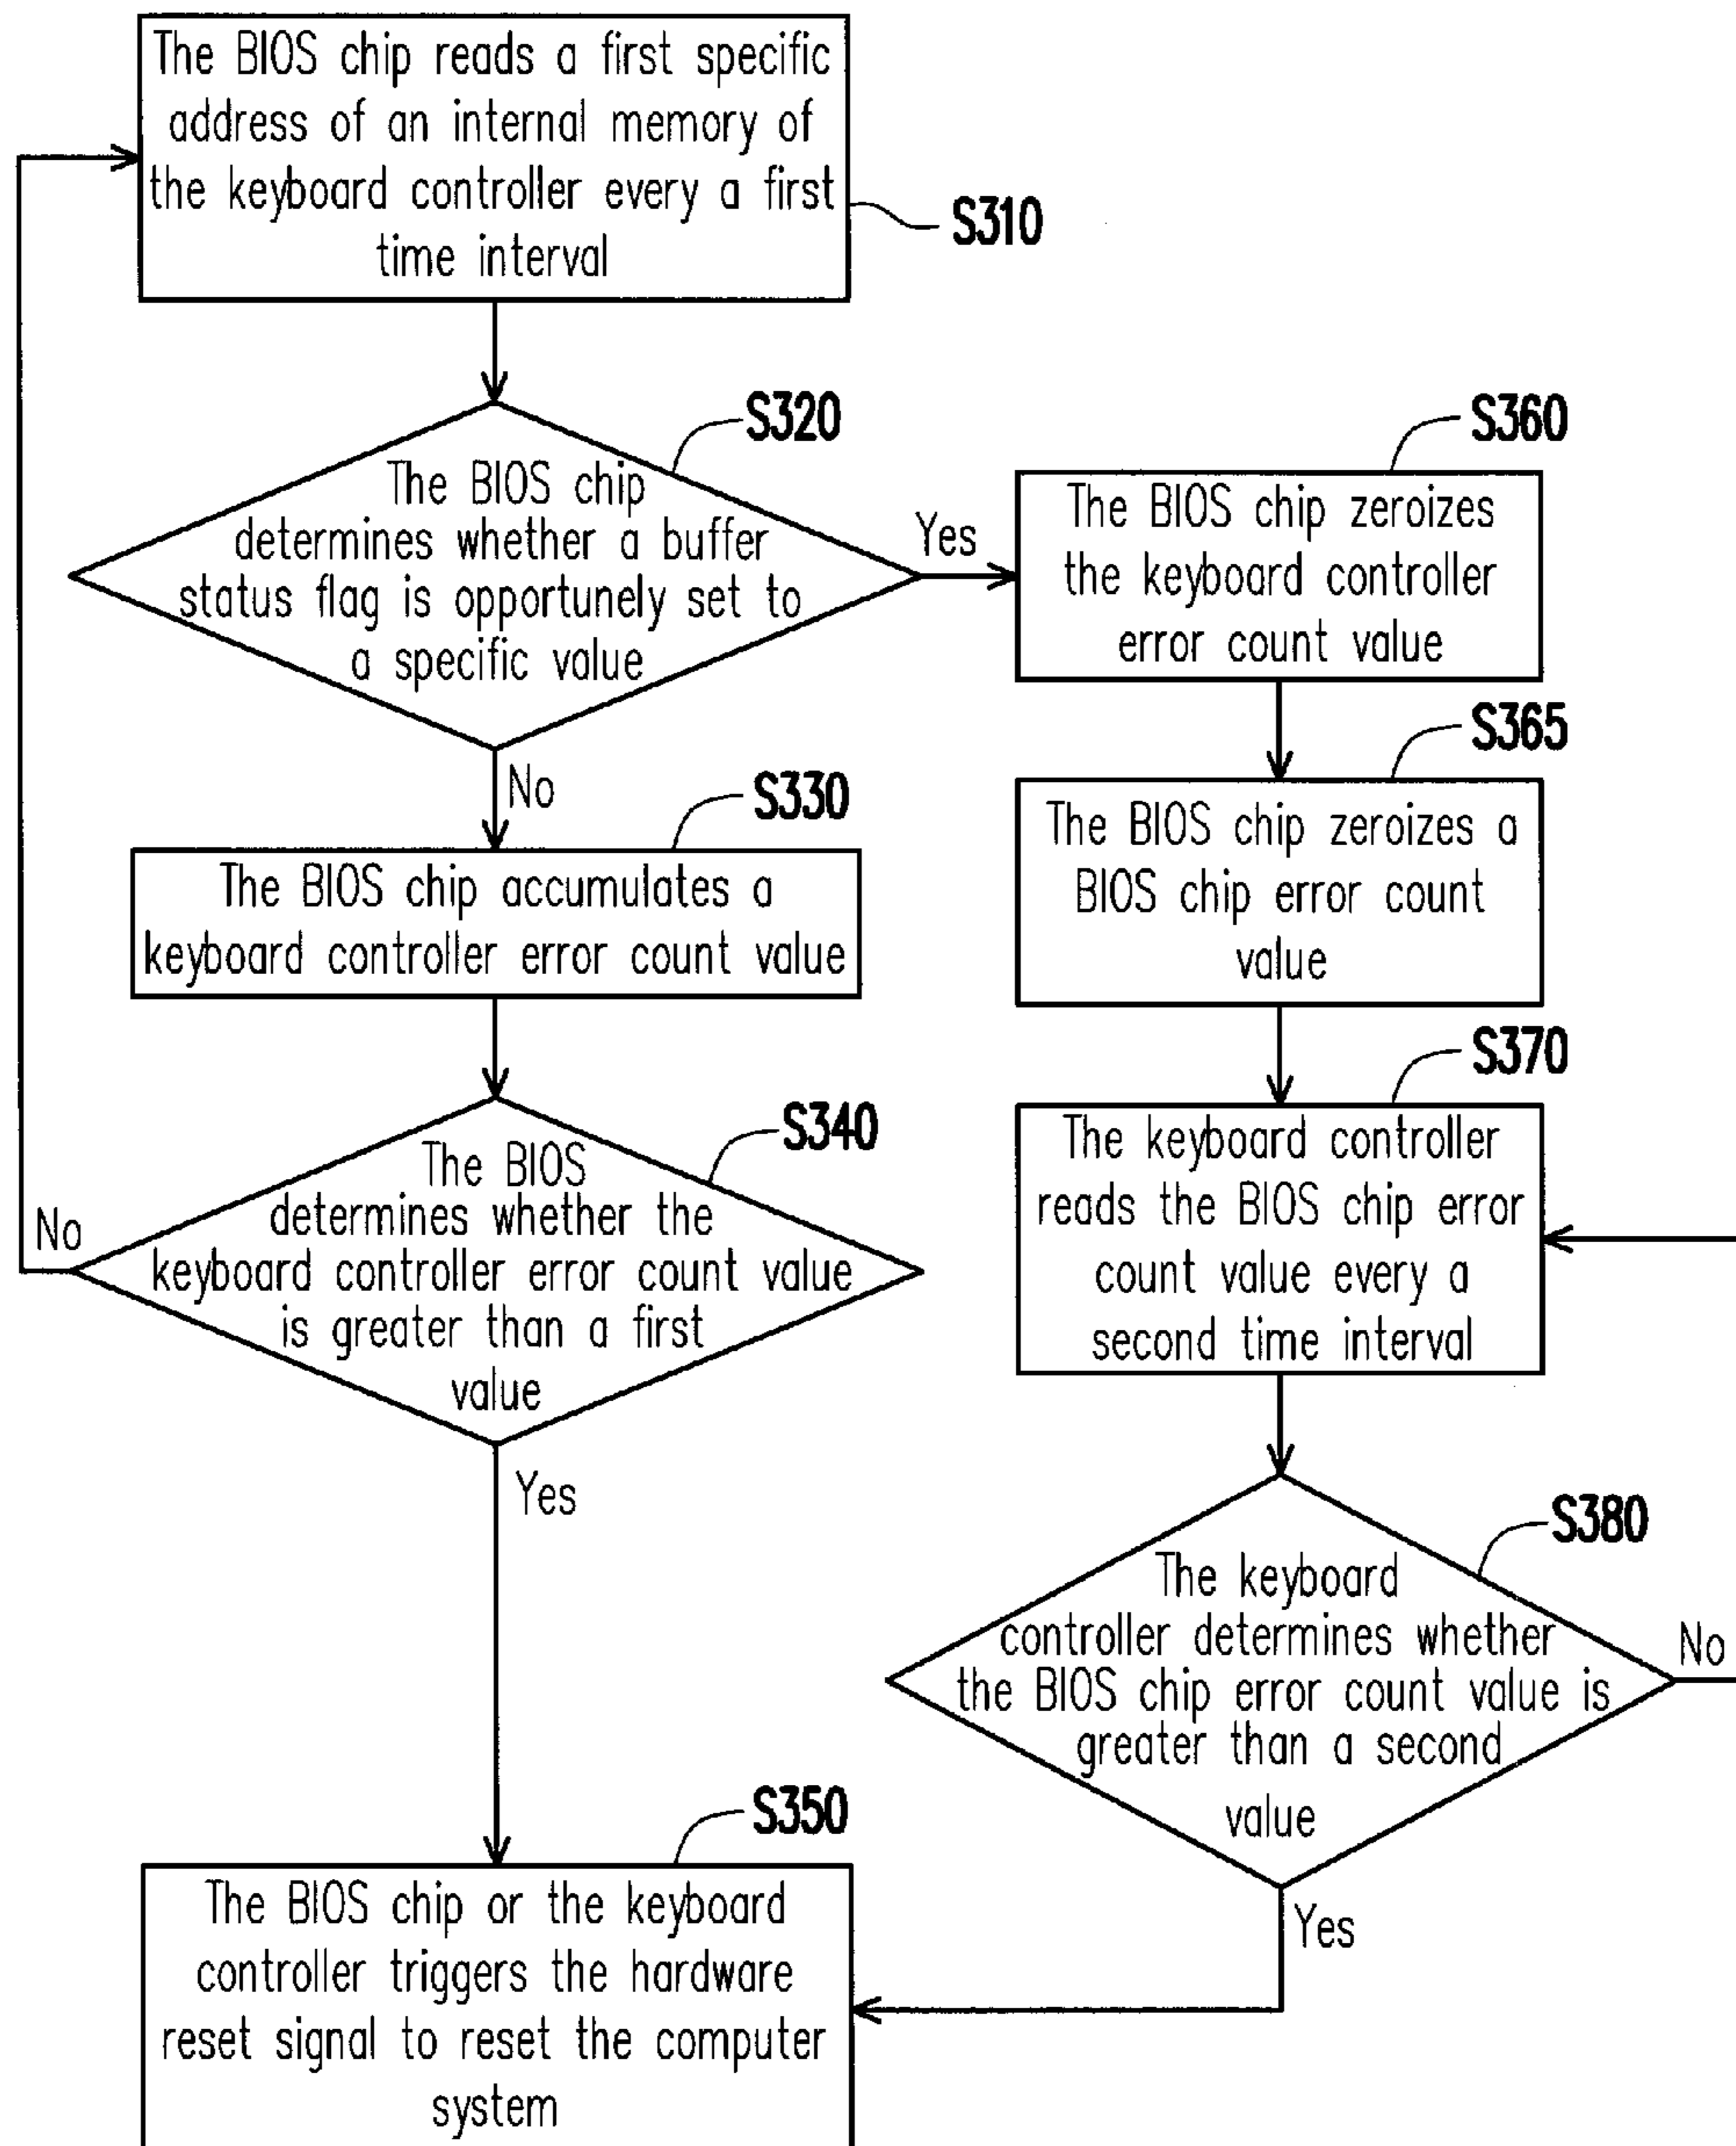 The BIOS chip reads a first specific
address of an internal memory of
the keyboard controller every a first
time interval
S310
S320
The BIOS chip
determines whether a buffer
status flag is opportunely set to
a specific value
Yes
No
S330
The BIOS chip accumulates a
keyboard controller error count value
S340
The BIOS
determines whether the
keyboard controller error count value
is greater than a first
value
No
Yes
S350
The BIOS chip or the keyboard
controller triggers the hardware
reset signal to reset the computer
system
S360
The BIOS chip zeroizes
the keyboard controller
error count value
S365
The BIOS chip zeroizes a
BIOS chip error count
value
S370
The keyboard controller
reads the BIOS chip error
count value every a
second time interval
S380
The keyboard
controller determines whether
the BIOS chip error count value is
greater than a second
value
No
Yes